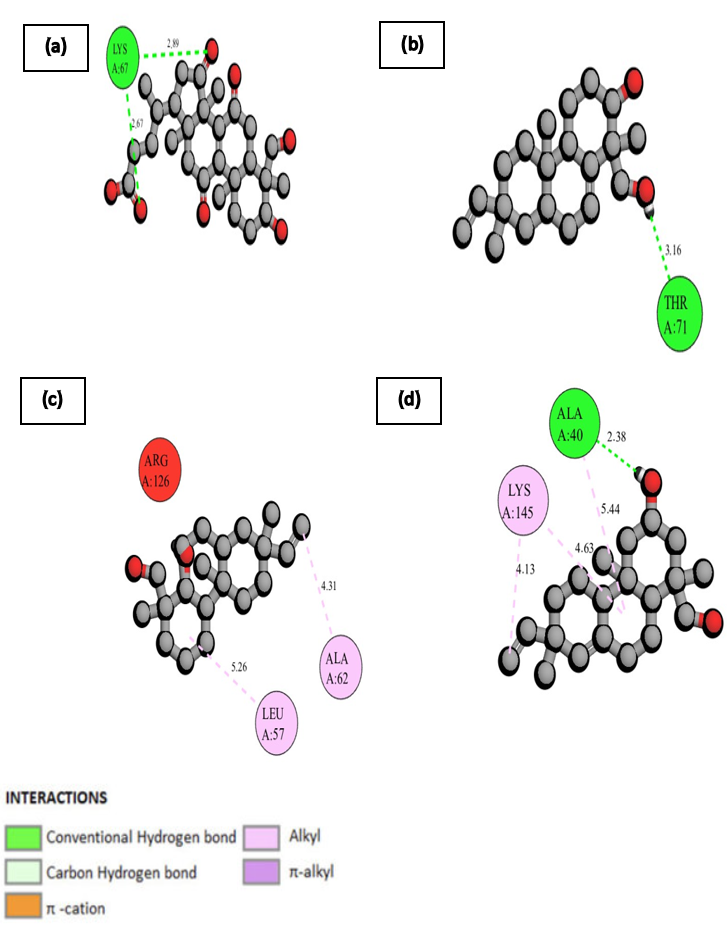 (a)
LYS
A:67
2.89
2.67
(b)
3.16
THR
A:71
(c)
ARG
A:126
4.31
ALA
A:62
5.26
LEU
A:57
(d)
ALA
A:40
2.38
LYS
A:145
5.44
4.63
4.13
INTERACTIONS
Conventional Hydrogen bond
Alkyl
Carbon Hydrogen bond
π-alkyl
π -cation